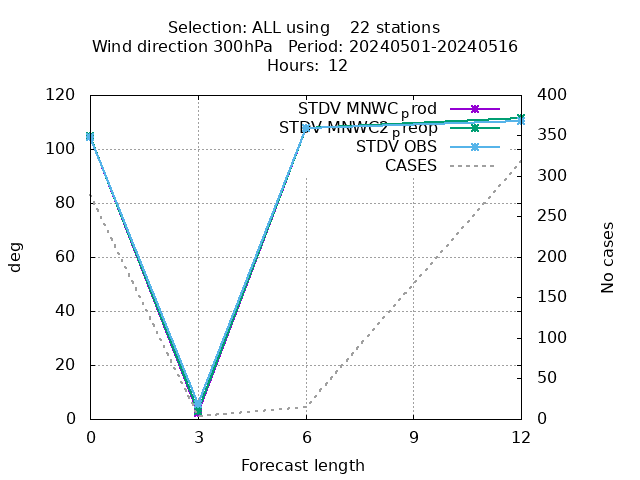 Selection: ALL using    22 stations
Wind direction 300hPa   Period: 20240501-20240516
Hours: 12
STDV MNWC_prod
STDV MNWC2_preop
STDV OBS
CASES
120
100
80
60
40
20
0
deg
400
350
300
250
200
150
100
50
0
No cases
0 3 6 9 12
Forecast length